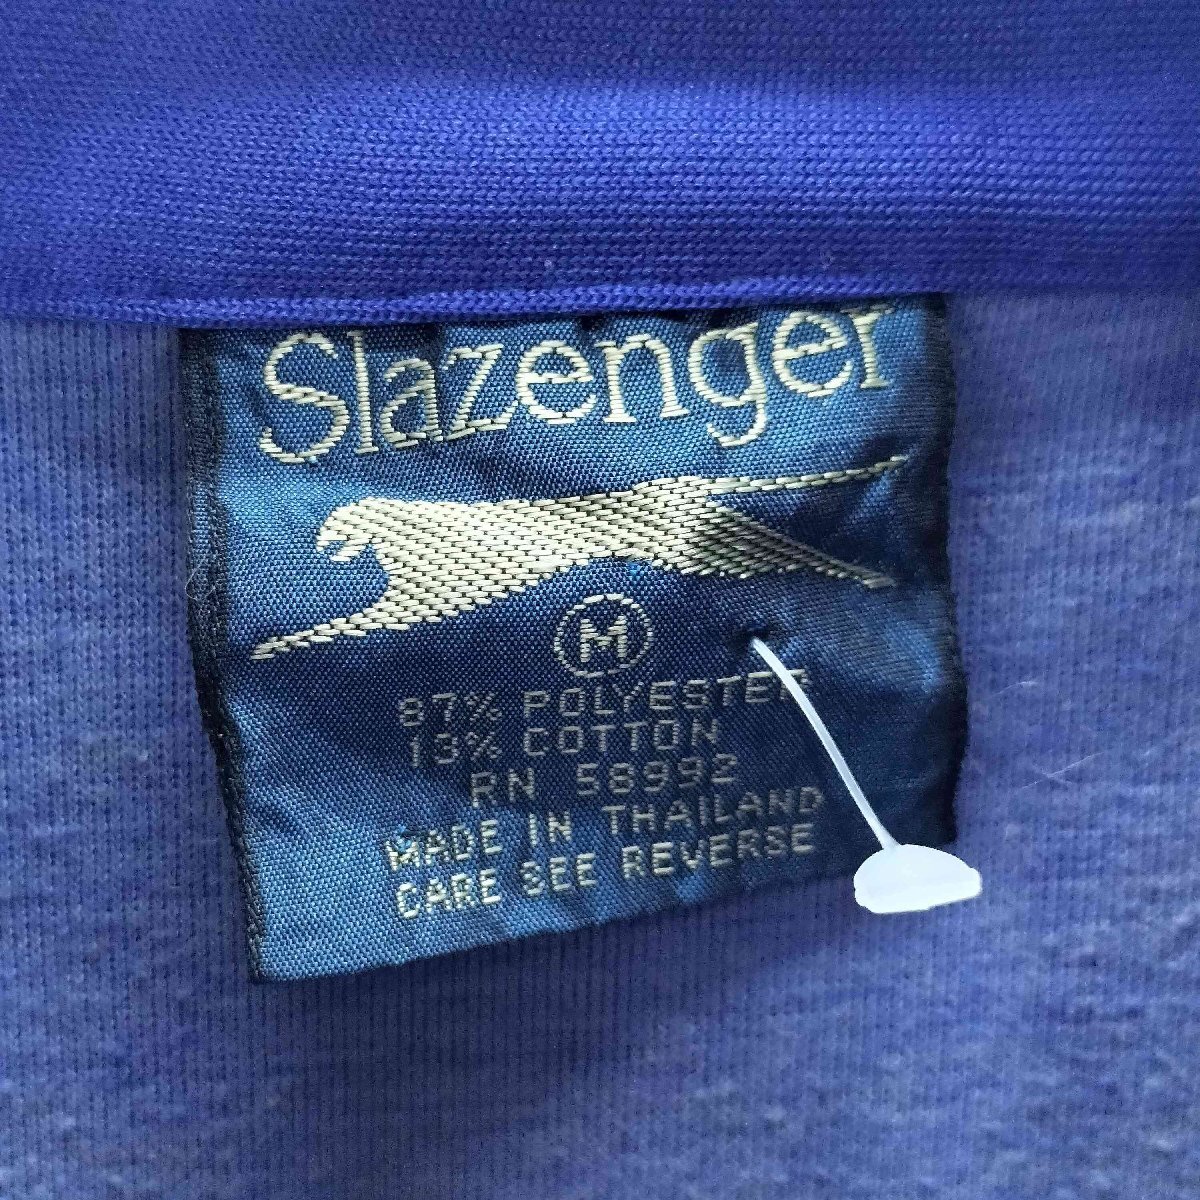 Slazenger
M
87% POLYESTER
13% COTTON
RN 58992
MADE IN THAILAND
CARE SEE REVERSE